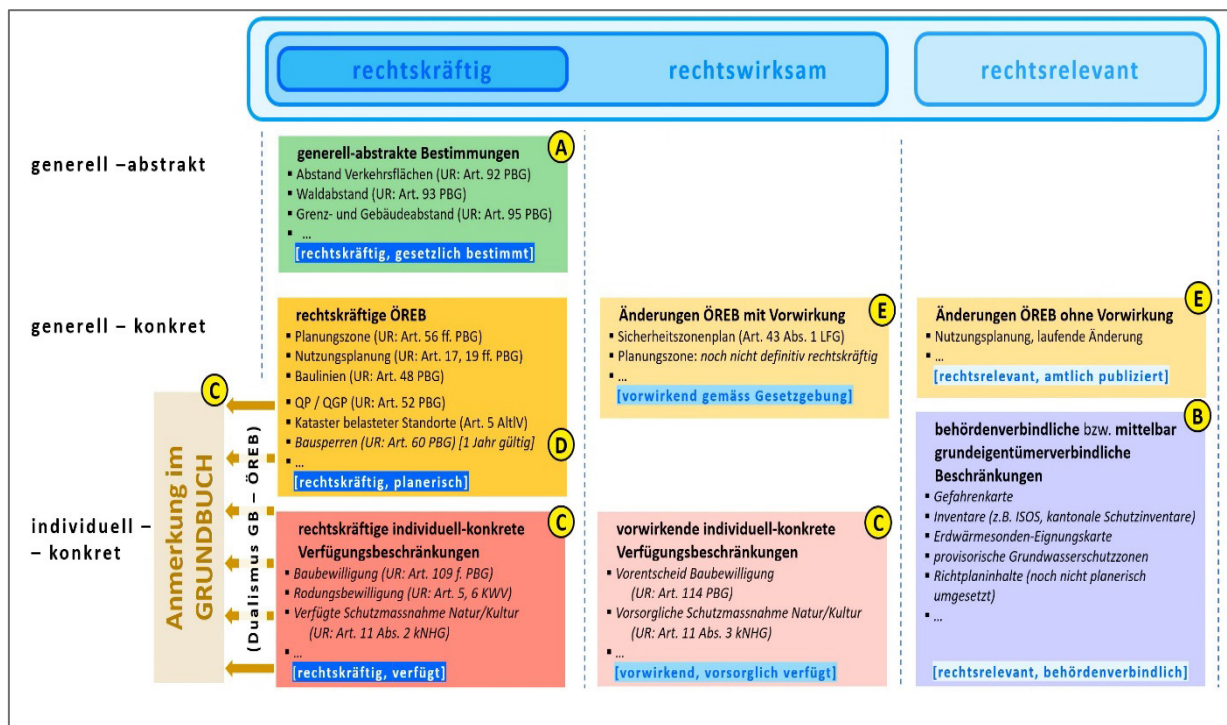 rechtskräftig
rechtswirksam
rechtsrelevant
generell –abstrakt
A
generell-abstrakte Bestimmungen
▪ Abstand Verkehrsflächen (UR: Art. 92 PBG)
▪ Waldabstand (UR: Art. 93 PBG)
▪ Grenz- und Gebäudeabstand (UR: Art. 95 PBG)
▪ ...
[rechtskräftig, gesetzlich bestimmt]
generell – konkret
rechtskräftige ÖREB
▪ Planungszone (UR: Art. 56 ff. PBG)
▪ Nutzungsplanung (UR: Art. 17, 19 ff. PBG)
▪ Baulinien (UR: Art. 48 PBG)
▪ QP / QGP (UR: Art. 52 PBG)
▪ Kataster belasteter Standorte (Art. 5 AltlV)
▪ Bausperren (UR: Art. 60 PBG) [1 Jahr gültig]
▪ ...
D
[rechtskräftig, planerisch]
E
Änderungen ÖREB mit Vorwirkung
▪ Sicherheitszonenplan (Art. 43 Abs. 1 LFG)
▪ Planungszone: noch nicht definitiv rechtskräftig
▪ ...
[vorwirkend gemäss Gesetzgebung]
E
Änderungen ÖREB ohne Vorwirkung
▪ Nutzungsplanung, laufende Änderung
▪ ...
[rechtsrelevant, amtlich publiziert]
C
Anmerkung im
GRUNDBUCH
(Dualismus GB – ÖREB)
individuell –
– konkret
C
rechtskräftige individuell-konkrete
Verfügungsbeschränkungen
▪ Baubewilligung (UR: Art. 109 f. PBG)
▪ Rodungsbewilligung (UR: Art. 5, 6 KWV)
▪ Verfügte Schutzmassnahme Natur/Kultur
(UR: Art. 11 Abs. 2 kNHG)
▪ ...
[rechtskräftig, verfügt]
C
vorwirkende individuell-konkrete
Verfügungsbeschränkungen
▪ Vorentscheid Baubewilligung
(UR: Art. 114 PBG)
▪ Vorsorgliche Schutzmassnahme Natur/Kultur
(UR: Art. 11 Abs. 3 kNHG)
▪ ...
[vorwirkend, vorsorglich verfügt]
B
behördenverbindliche bzw. mittelbar
grundeigentümerverbindliche
Beschränkungen
▪ Gefahrenkarte
▪ Inventare (z.B. ISOS, kantonale Schutzinventare)
▪ Erdwärmesonden-Eignungskarte
▪ provisorische Grundwasserschutzzonen
▪ Richtplaninhalte (noch nicht planerisch
umgesetzt)
▪ ...
[rechtsrelevant, behördenverbindlich]